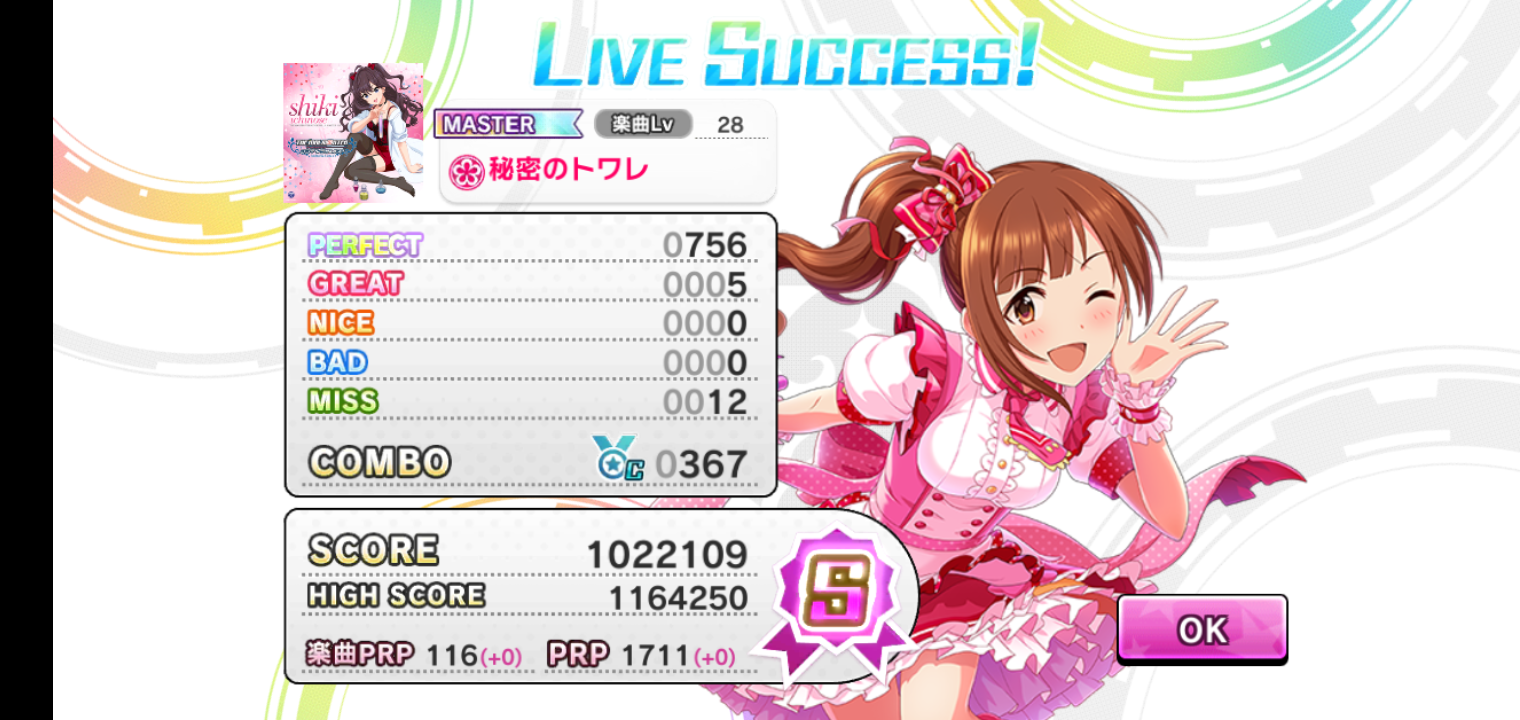 LIVE SUCCESS!
shiki
ichinose
MASTER 楽曲Lv 28
秘密のトワレ
PERFECT 0756
GREAT 0005
NICE 0000
BAD 0000
MISS 0012
COMBO C 0367
SCORE 1022109
HIGH SCORE 1164250
S
楽曲PRP 116(+0) PRP 1711(+0)
OK